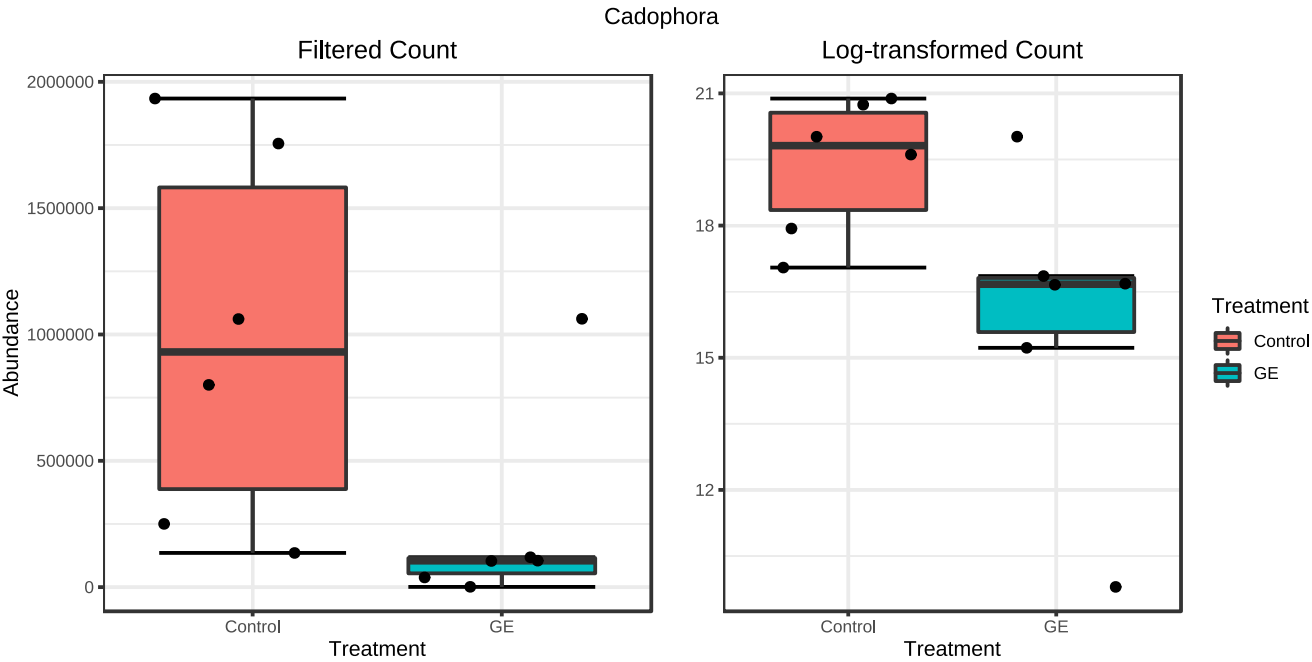 Cadophora
Filtered Count
Log-transformed Count
Abundance
2000000
1500000
1000000
500000
0
Control
GE
Treatment
21
18
15
12
Control
GE
Treatment
Treatment
Control
GE